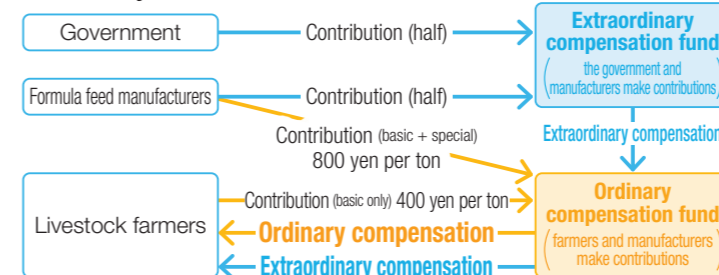 Government
Contribution (half)
Extraordinary
compensation fund
(the government and
manufacturers make contributions)
Formula feed manufacturers
Contribution (half)
Contribution (basic + special)
800 yen per ton
Extraordinary compensation
Livestock farmers
Contribution (basic only) 400 yen per ton
Ordinary compensation
Extraordinary compensation
Ordinary
compensation fund
(farmers and manufacturers
make contributions)